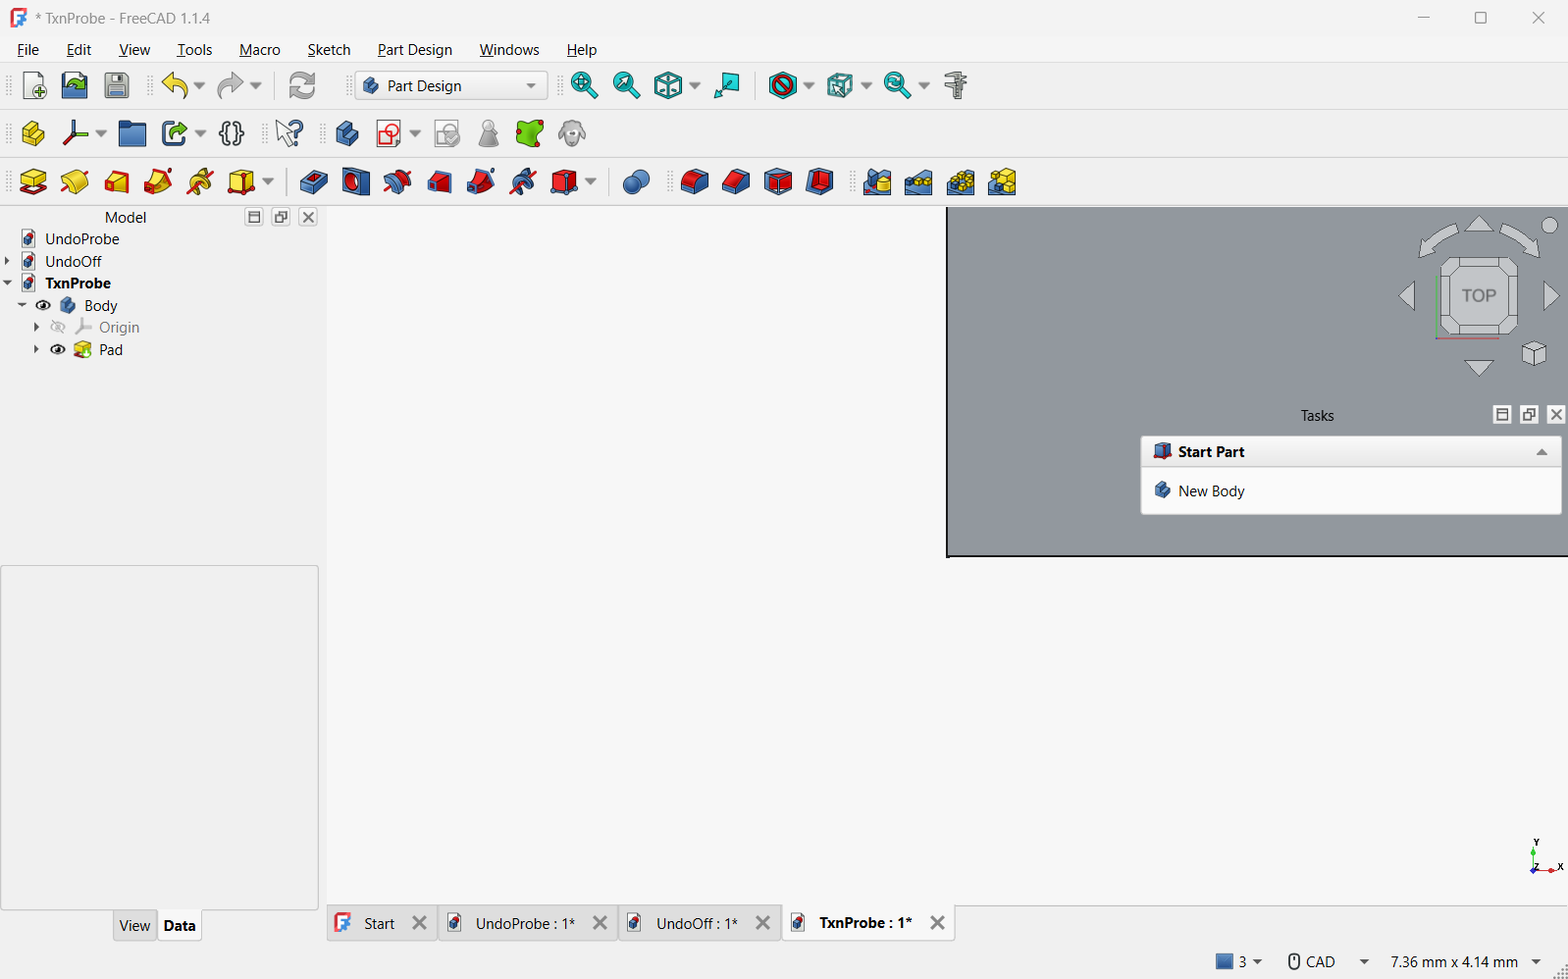 * TxnProbe - FreeCAD 1.1.4
File Edit View Tools Macro Sketch Part Design Windows Help
Part Design
Model
UndoProbe
UndoOff
TxnProbe
Body
Origin
Pad
TOP
Tasks
Start Part
New Body
Y
Z X
View Data
Start UndoProbe : 1* UndoOff : 1* TxnProbe : 1*
3 CAD 7.36 mm x 4.14 mm